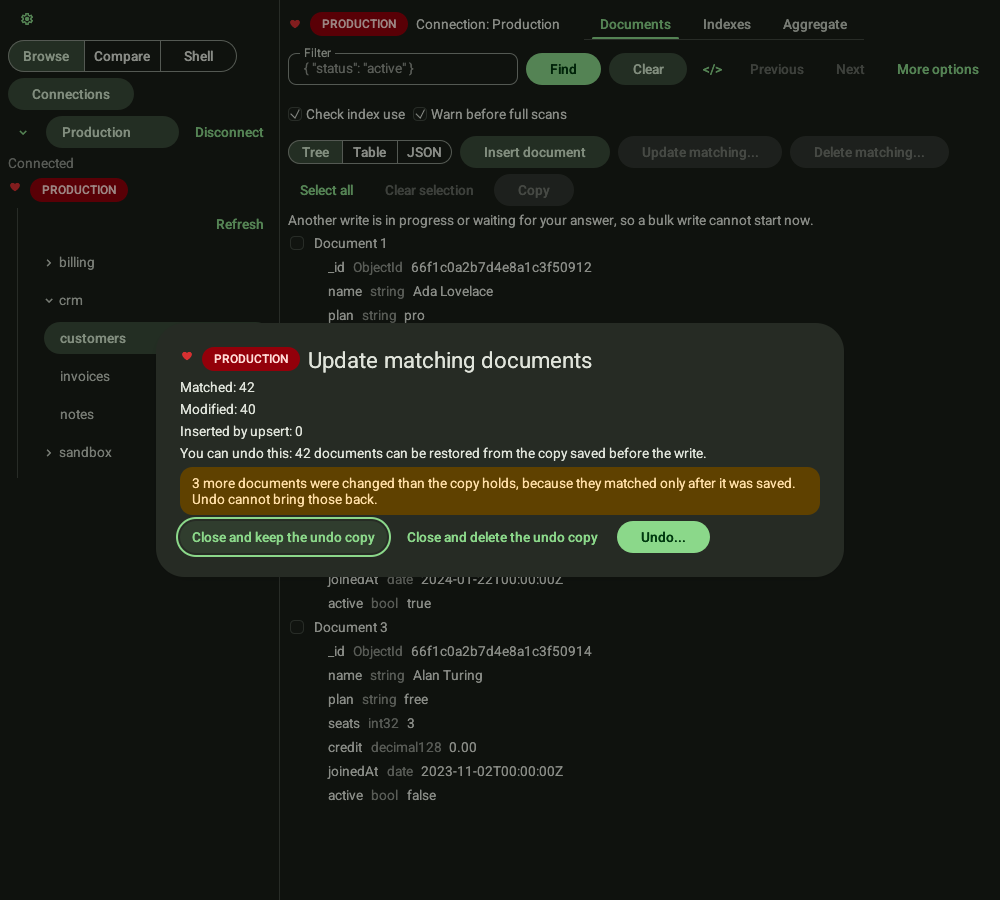 Browse
Compare
Shell
Connections
Production
Disconnect
Connected
PRODUCTION
Refresh
billing
crm
customers
invoices
notes
sandbox
PRODUCTION
Connection: Production
Documents
Indexes
Aggregate
Filter
{ "status": "active" }
Find
Clear
</>
Previous
Next
More options
Check index use
Warn before full scans
Tree
Table
JSON
Insert document
Update matching...
Delete matching...
Select all
Clear selection
Copy
Another write is in progress or waiting for your answer, so a bulk write cannot start now.
Document 1
_id ObjectId 66f1c0a2b7d4e8a1c3f50912
name string Ada Lovelace
plan string pro
PRODUCTION
Update matching documents
Matched: 42
Modified: 40
Inserted by upsert: 0
You can undo this: 42 documents can be restored from the copy saved before the write.
3 more documents were changed than the copy holds, because they matched only after it was saved.
Undo cannot bring those back.
Close and keep the undo copy
Close and delete the undo copy
Undo...
joinedAt date 2024-01-22T00:00:00Z
active bool true
Document 3
_id ObjectId 66f1c0a2b7d4e8a1c3f50914
name string Alan Turing
plan string free
seats int32 3
credit decimal128 0.00
joinedAt date 2023-11-02T00:00:00Z
active bool false